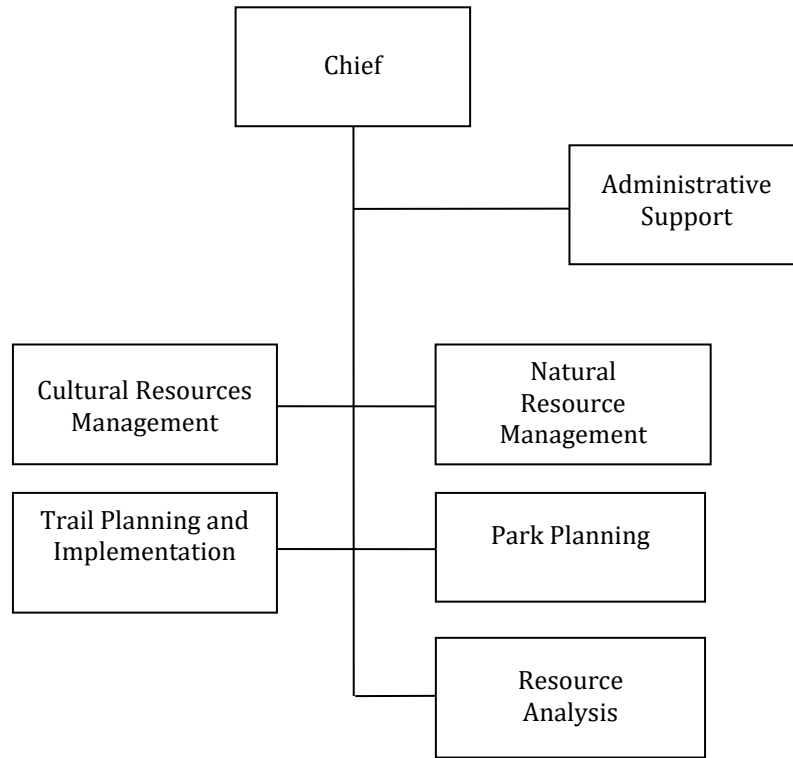 Chief
Administrative
Support
Cultural Resources
Management
Natural
Resource
Management
Trail Planning and
Implementation
Park Planning
Resource
Analysis